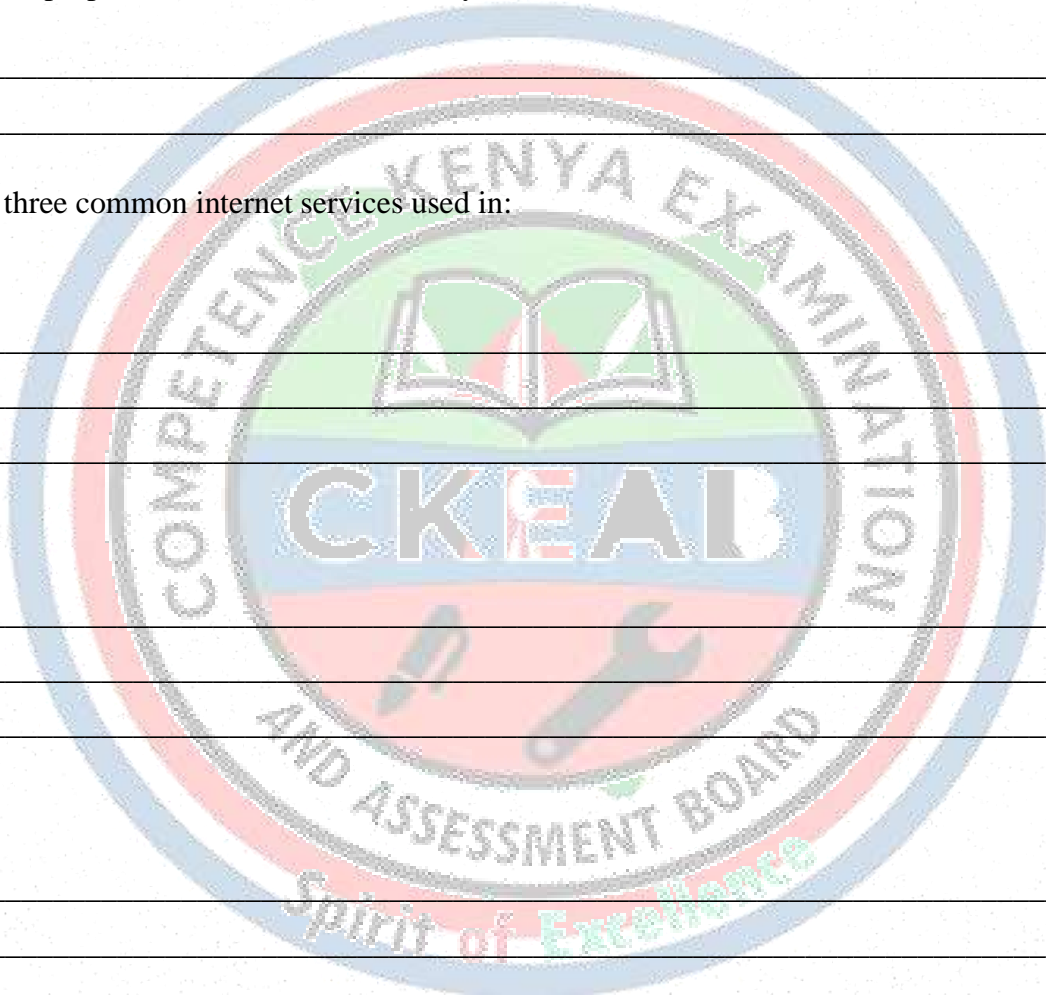 three common internet services used in:
COMPETENCE KENYA EXAMINATION
CKEAB
AND ASSESSMENT BOARD
Spirit of Excellence